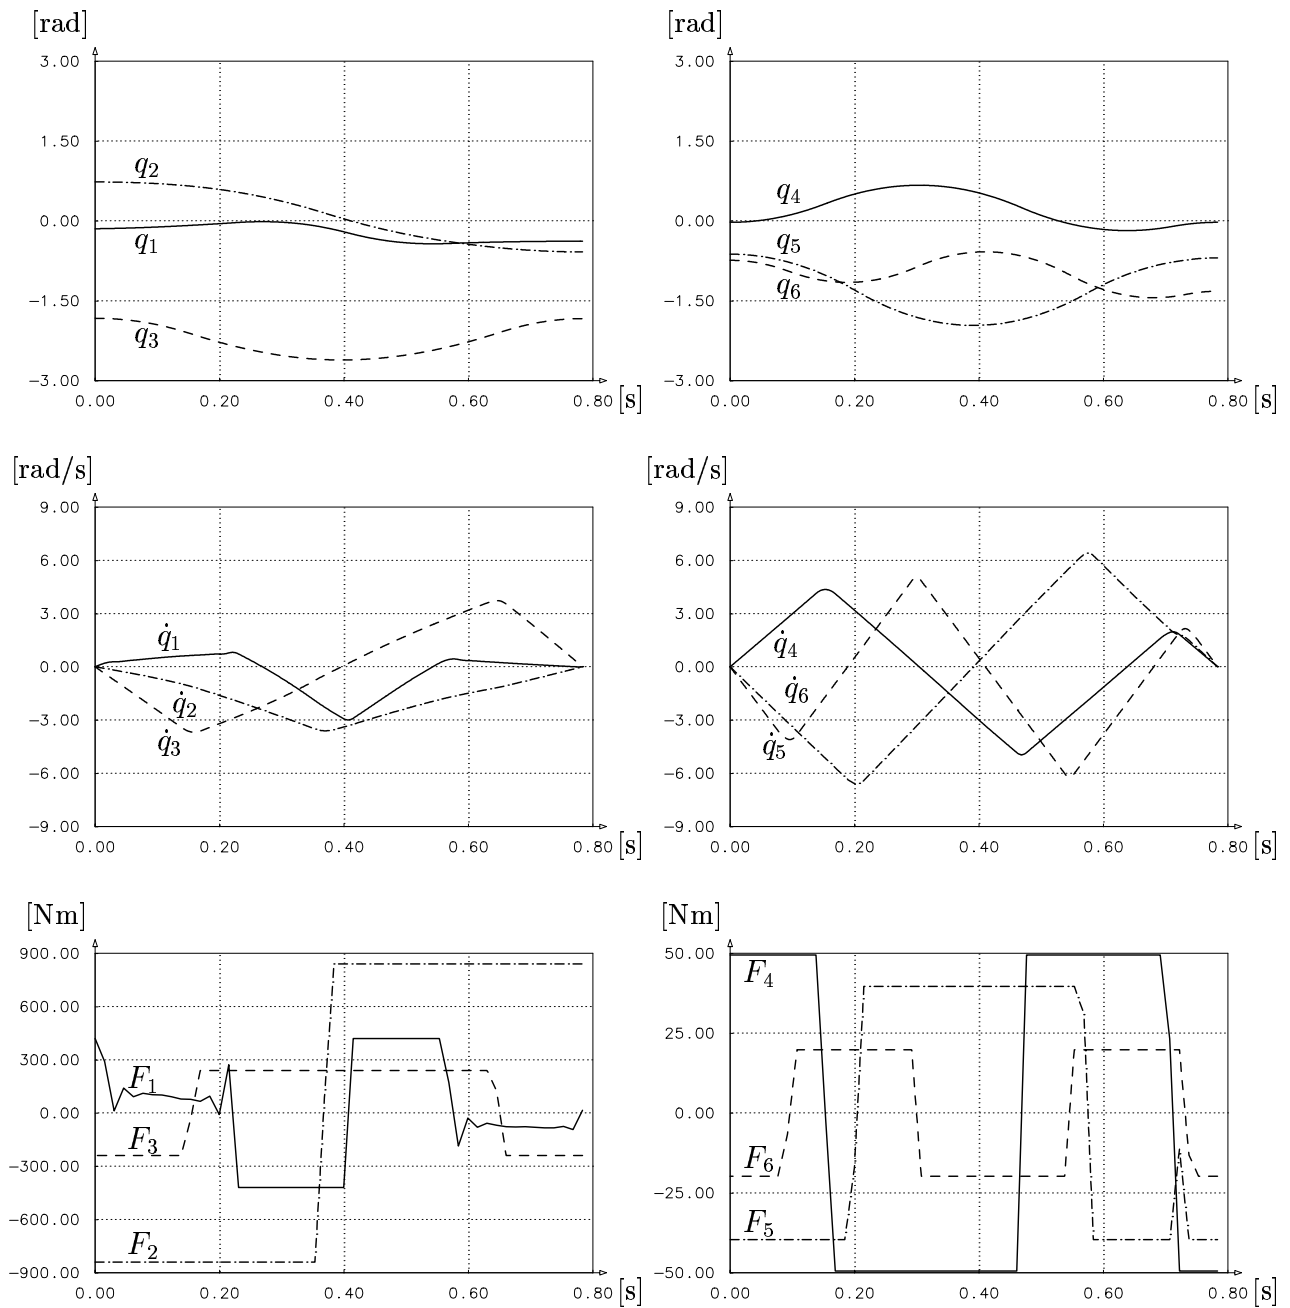 [rad]
3.00
1.50
0.00
−1.50
−3.00
q2
q1
q3
0.00 0.20 0.40 0.60 0.80 [s]
[rad]
3.00
1.50
0.00
−1.50
−3.00
q4
q5
q6
0.00 0.20 0.40 0.60 0.80 [s]
[rad/s]
9.00
6.00
3.00
0.00
−3.00
−6.00
−9.00
q̇1
q̇2
q̇3
0.00 0.20 0.40 0.60 0.80 [s]
[rad/s]
9.00
6.00
3.00
0.00
−3.00
−6.00
−9.00
q̇4
q̇6
q̇5
0.00 0.20 0.40 0.60 0.80 [s]
[Nm]
900.00
600.00
300.00
0.00
−300.00
−600.00
−900.00
F1
F3
F2
0.00 0.20 0.40 0.60 0.80 [s]
[Nm]
50.00
25.00
0.00
−25.00
−50.00
F4
F6
F5
0.00 0.20 0.40 0.60 0.80 [s]